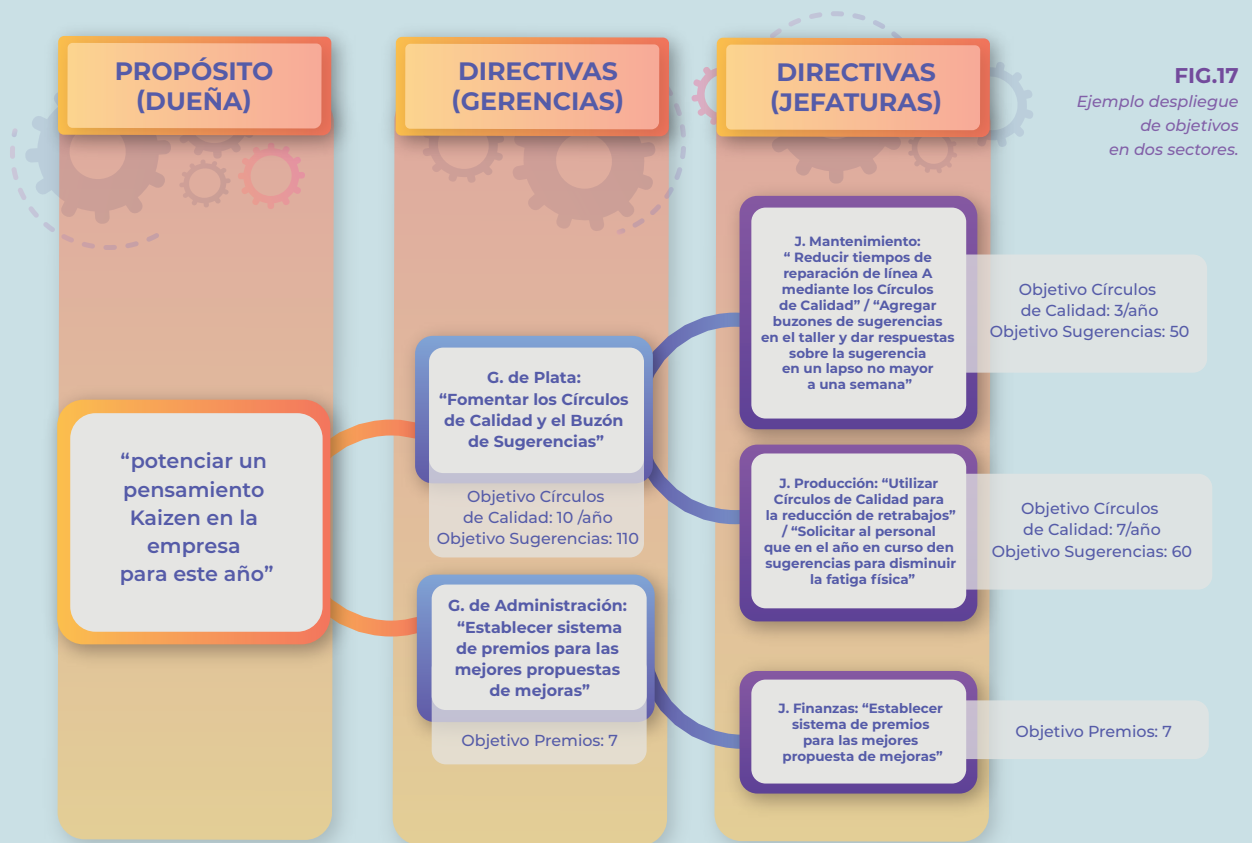 PROPÓSITO
(DUEÑA)
DIRECTIVAS
(GERENCIAS)
DIRECTIVAS
(JEFATURAS)
FIG.17
Ejemplo despliegue
de objetivos
en dos sectores.
“potenciar un
pensamiento
Kaizen en la
empresa
para este año”
G. de Plata:
“Fomentar los Círculos
de Calidad y el Buzón
de Sugerencias”
Objetivo Círculos
de Calidad: 10 /año
Objetivo Sugerencias: 110
G. de Administración:
“Establecer sistema
de premios para las
mejores propuestas
de mejoras”
Objetivo Premios: 7
J. Mantenimiento:
“ Reducir tiempos de
reparación de línea A
mediante los Círculos
de Calidad” / “Agregar
buzones de sugerencias
en el taller y dar respuestas
sobre la sugerencia
en un lapso no mayor
a una semana”
Objetivo Círculos
de Calidad: 3/año
Objetivo Sugerencias: 50
J. Producción: “Utilizar
Círculos de Calidad para
la reducción de retrabajos”
/ “Solicitar al personal
que en el año en curso den
sugerencias para disminuir
la fatiga física”
Objetivo Círculos
de Calidad: 7/año
Objetivo Sugerencias: 60
J. Finanzas: “Establecer
sistema de premios
para las mejores
propuesta de mejoras”
Objetivo Premios: 7